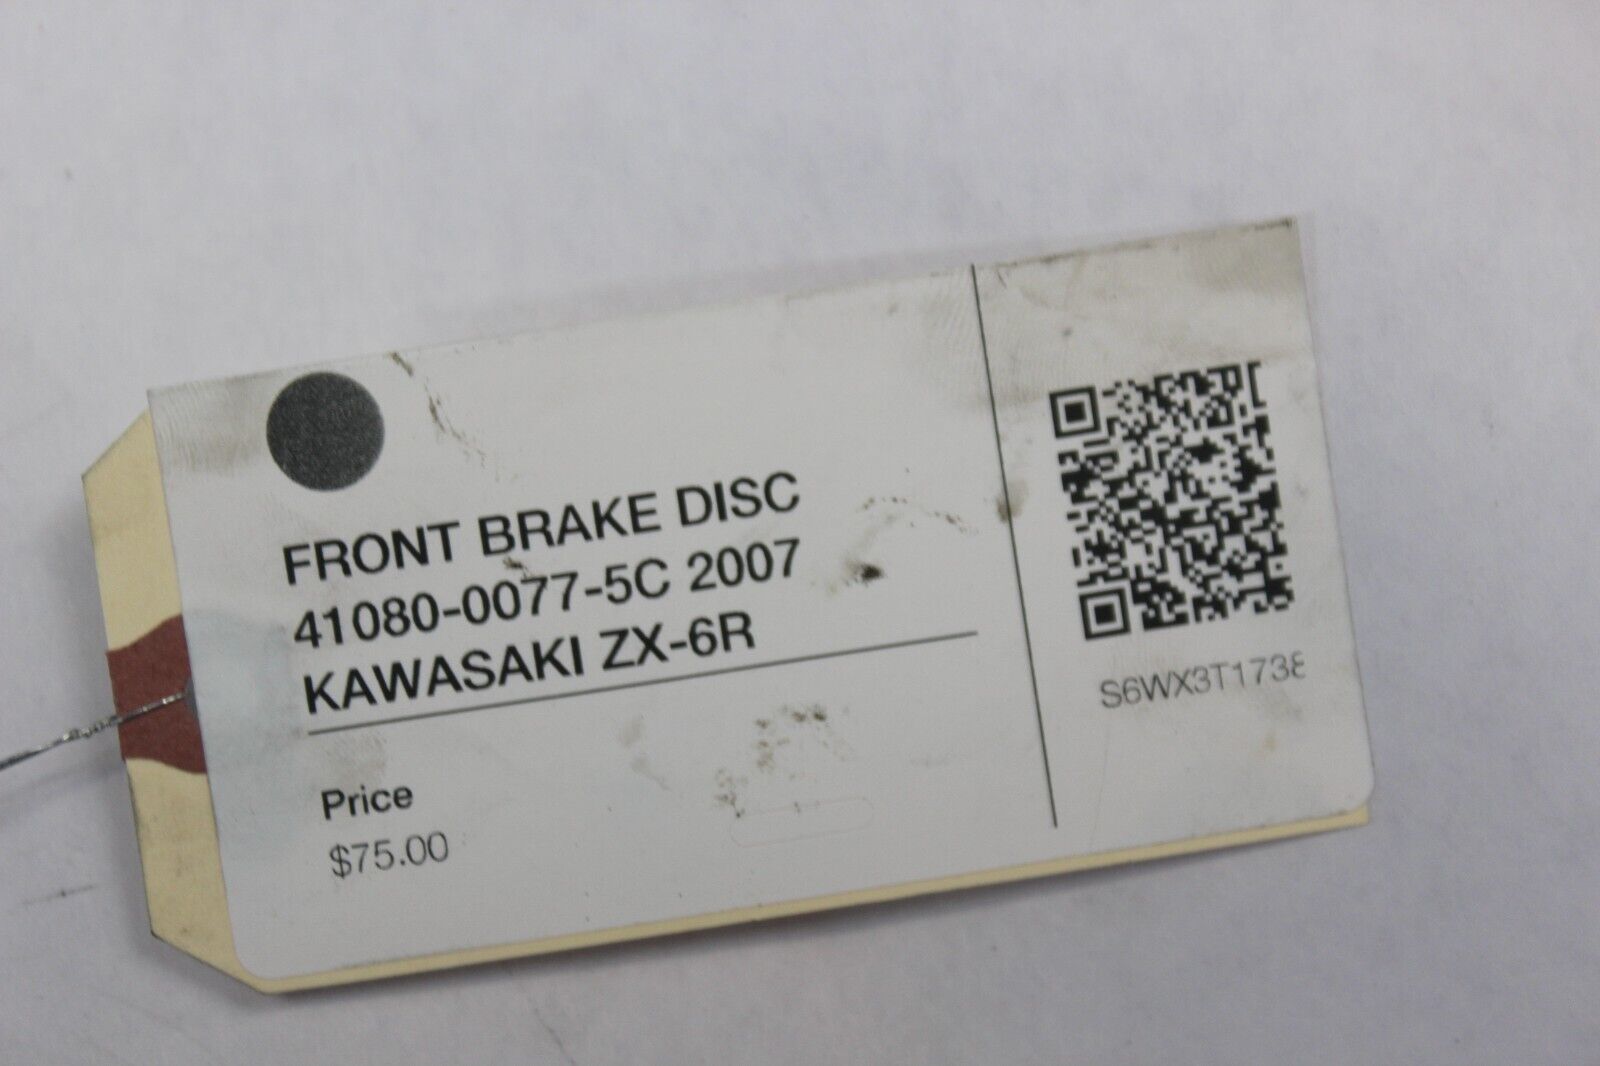 FRONT BRAKE DISC
41080-0077-5C 2007
KAWASAKI ZX-6R
Price
$75.00
S6WX3T1738